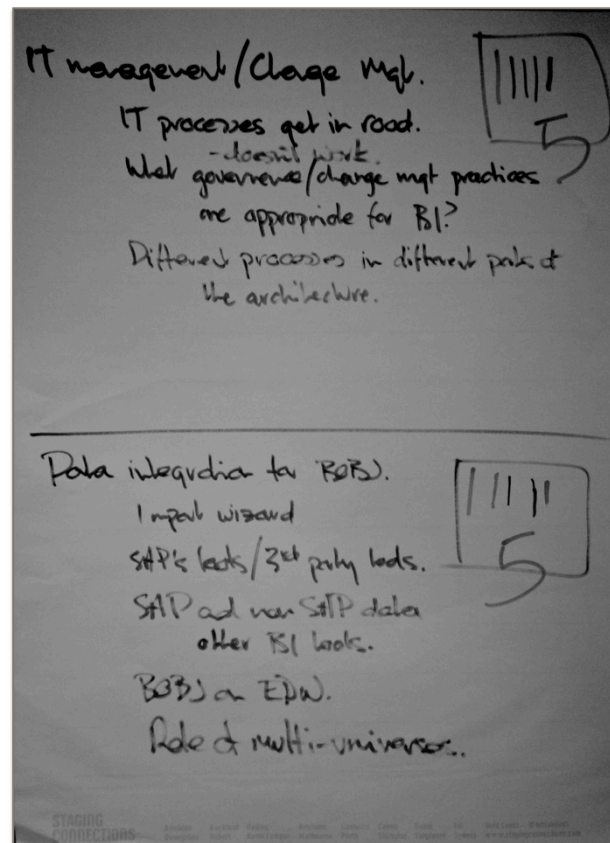 IT management/Change Mgt.
5
IT processes get in road.
- doesn't work.
What governance/change mgt practices
are appropriate for BI?
Different processes in different parts of
the architecture.
Data integration for BOBJ.
5
Import wizard
SAP's tools/3rd party tools.
SAP and non SAP data
other BI tools.
BOBJ on EDW.
Role of multi-universes..
STAGING
CONNECTIONS